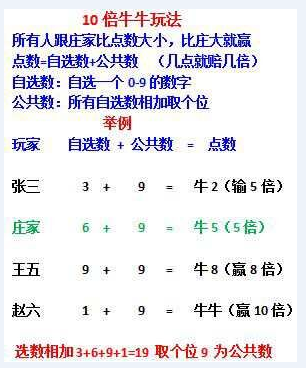 10 倍牛牛玩法
所有人跟庄家比点数大小，比庄大就赢
点数=自选数+公共数 （几点就赔几倍）
自选数：自选一个 0-9 的数字
公共数：所有自选数相加取个位
举例
玩家 自选数 + 公共数 = 点数
张三 3 + 9 = 牛 2（输 5 倍）
庄家 6 + 9 = 牛 5（5 倍）
王五 9 + 9 = 牛 8（赢 8 倍）
赵六 1 + 9 = 牛牛（赢 10 倍）
选数相加 3+6+9+1=19 取个位 9 为公共数